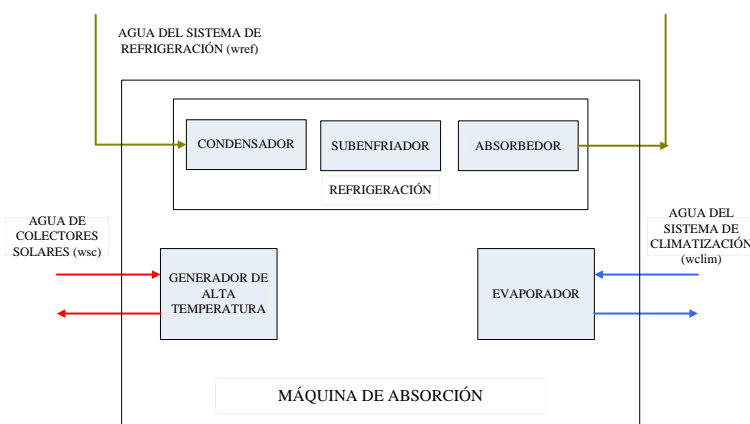 AGUA DEL SISTEMA DE
REFRIGERACIÓN (wref)
CONDENSADOR
SUBENFRIADOR
ABSORBEDOR
REFRIGERACIÓN
AGUA DE
COLECTORES
SOLARES (wsc)
AGUA DEL
SISTEMA DE
CLIMATIZACIÓN
(wclim)
GENERADOR DE
ALTA
TEMPERATURA
EVAPORADOR
MÁQUINA DE ABSORCIÓN